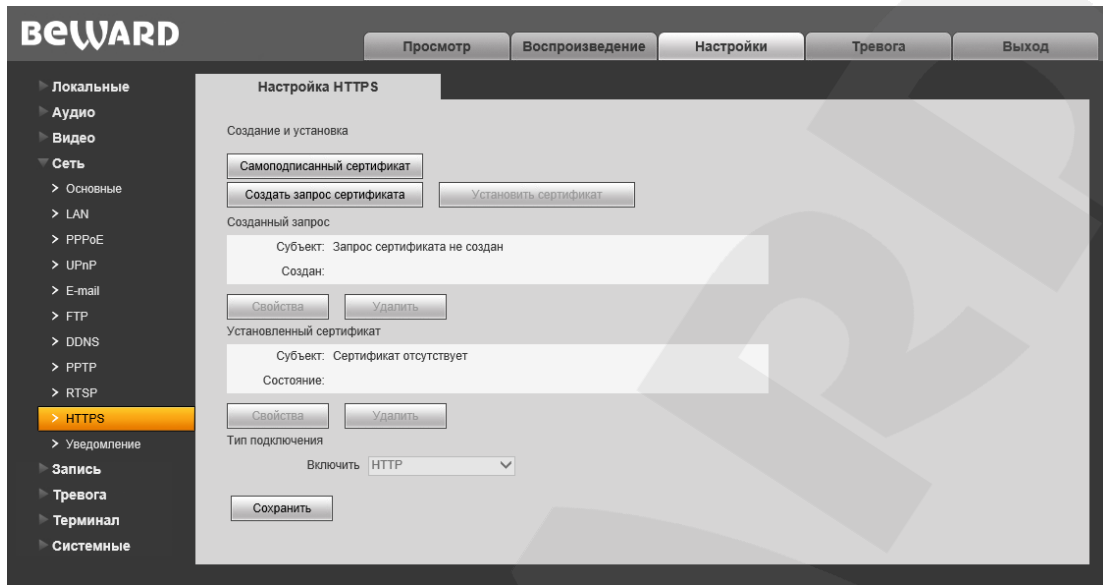 BEWARD
Просмотр Воспроизведение Настройки Тревога Выход
Локальные
Аудио
Видео
Сеть
> Основные
> LAN
> PPPoE
> UPnP
> E-mail
> FTP
> DDNS
> PPTP
> RTSP
> HTTPS
> Уведомление
Запись
Тревога
Терминал
Системные
Настройка HTTPS
Создание и установка
Самоподписанный сертификат
Создать запрос сертификата Установить сертификат
Созданный запрос
Субъект: Запрос сертификата не создан
Создан:
Свойства Удалить
Установленный сертификат
Субъект: Сертификат отсутствует
Состояние:
Свойства Удалить
Тип подключения
Включить HTTP
Сохранить